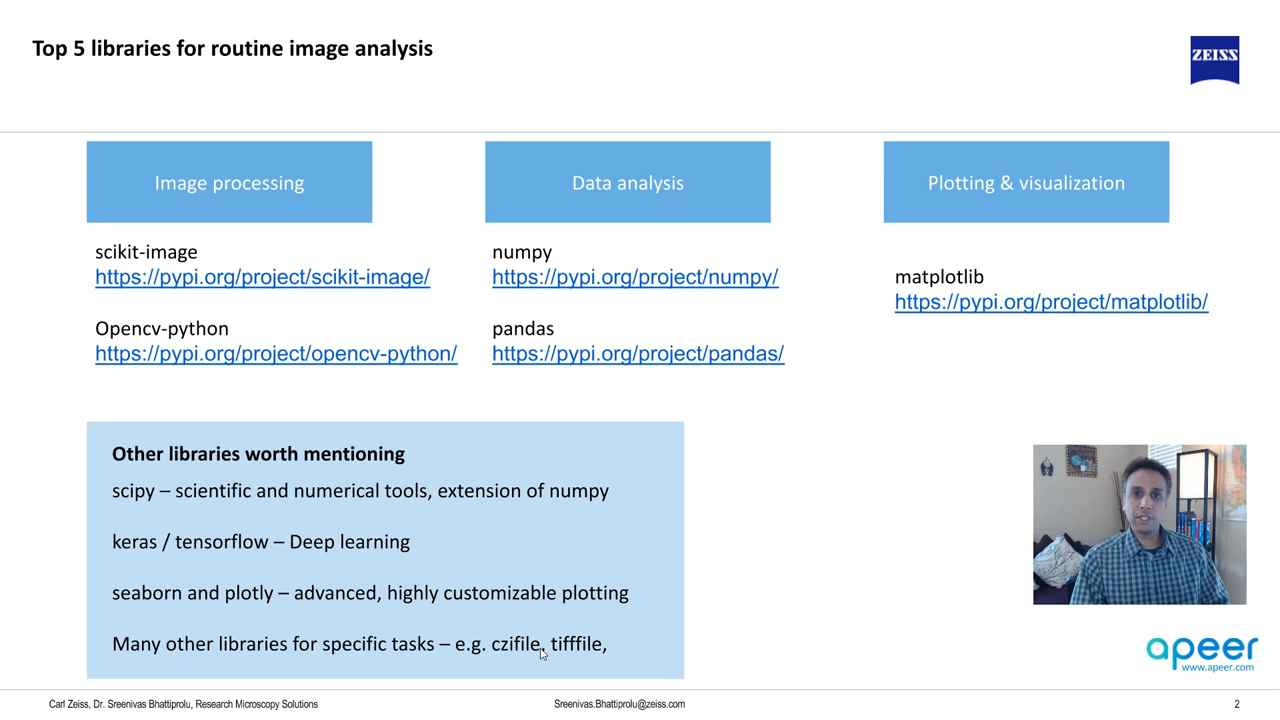 Top 5 libraries for routine image analysis
ZEISS
Image processing
Data analysis
Plotting & visualization
scikit-image
https://pypi.org/project/scikit-image/
Opencv-python
https://pypi.org/project/opencv-python/
numpy
https://pypi.org/project/numpy/
pandas
https://pypi.org/project/pandas/
matplotlib
https://pypi.org/project/matplotlib/
Other libraries worth mentioning
scipy – scientific and numerical tools, extension of numpy
keras / tensorflow – Deep learning
seaborn and plotly – advanced, highly customizable plotting
Many other libraries for specific tasks – e.g. czifile, tifffile,
apeer
www.apeer.com
Carl Zeiss, Dr. Sreenivas Bhattiprolu, Research Microscopy Solutions
Sreenivas.Bhattiprolu@zeiss.com
2